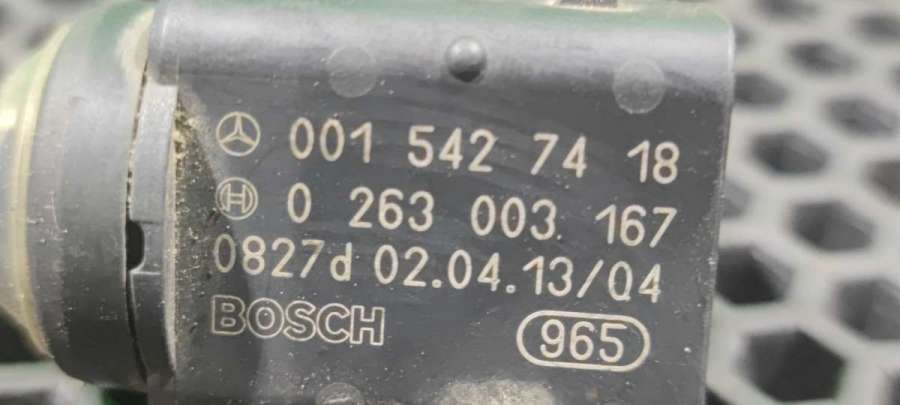 001 542 74 18
0 263 003 167
0827d 02.04.13/04
BOSCH 965